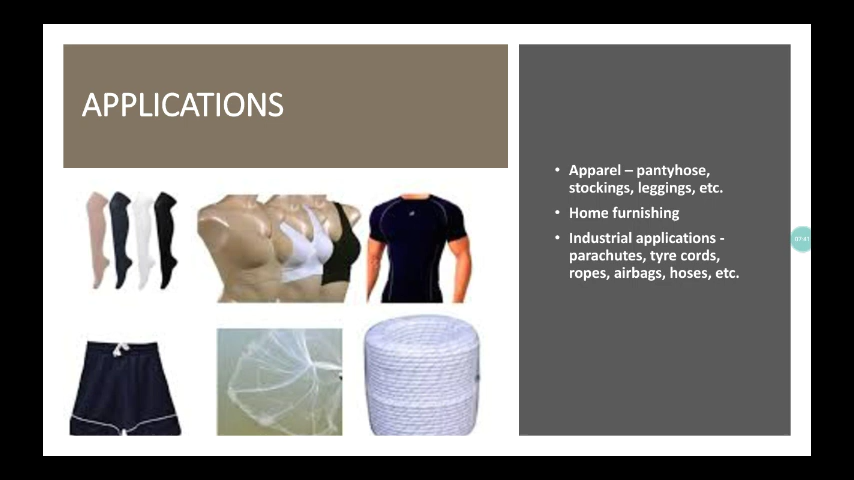 APPLICATIONS
• Apparel – pantyhose,
stockings, leggings, etc.
• Home furnishing
• Industrial applications -
parachutes, tyre cords,
ropes, airbags, hoses, etc.